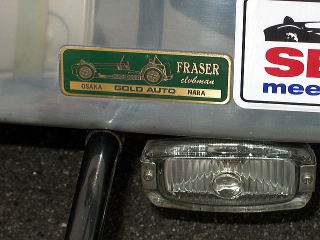 FRASER
clubman
OSAKA GOLD AUTO NARA
SE
mee